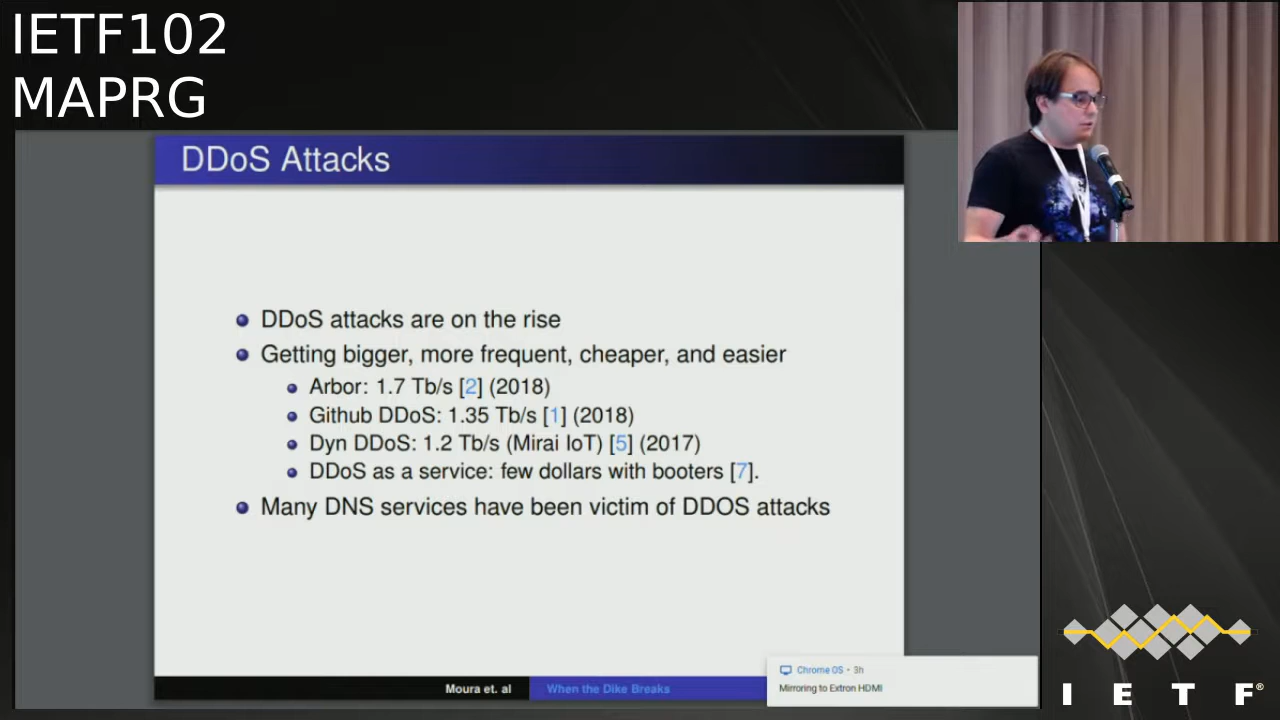 IETF102
MAPRG
DDoS Attacks
DDoS attacks are on the rise
Getting bigger, more frequent, cheaper, and easier
Arbor: 1.7 Tb/s [2] (2018)
Github DDoS: 1.35 Tb/s [1] (2018)
Dyn DDoS: 1.2 Tb/s (Mirai IoT) [5] (2017)
DDoS as a service: few dollars with booters [7].
Many DNS services have been victim of DDOS attacks
Moura et. al
When the Dike Breaks
Chrome OS • 3h
Mirroring to Extron HDMI
I E T F®